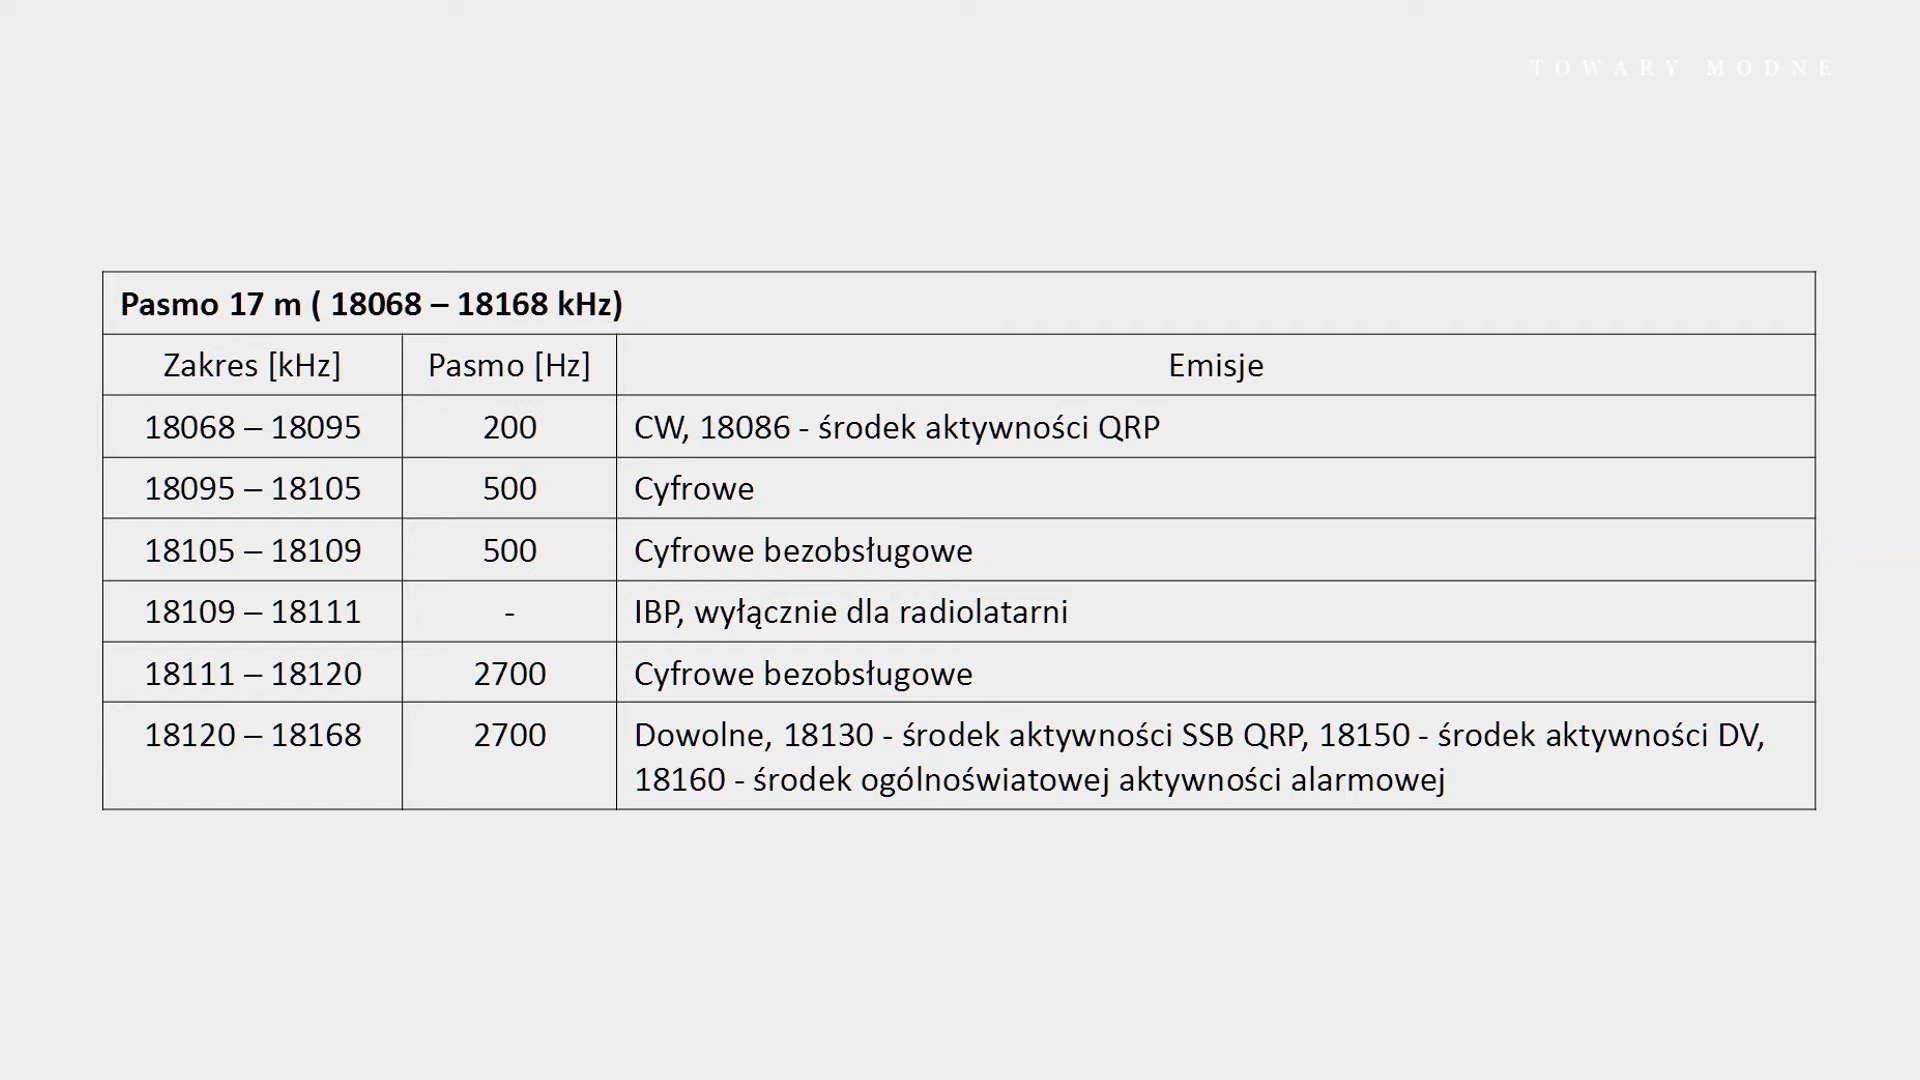 TOWARY MODNE
Pasmo 17 m ( 18068 – 18168 kHz)
Zakres [kHz] Pasmo [Hz] Emisje
18068 – 18095 200 CW, 18086 - środek aktywności QRP
18095 – 18105 500 Cyfrowe
18105 – 18109 500 Cyfrowe bezobsługowe
18109 – 18111 - IBP, wyłącznie dla radiolatarni
18111 – 18120 2700 Cyfrowe bezobsługowe
18120 – 18168 2700 Dowolne, 18130 - środek aktywności SSB QRP, 18150 - środek aktywności DV,
18160 - środek ogólnoświatowej aktywności alarmowej